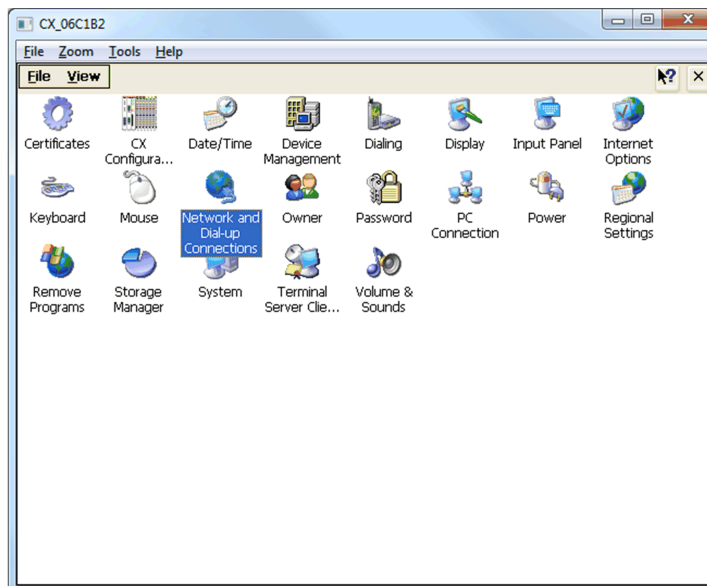 CX_06C1B2
File Zoom Tools Help
File View
Certificates CX Configura... Date/Time Device Management Dialing Display Input Panel Internet Options
Keyboard Mouse Network and Dial-up Connections Owner Password PC Connection Power Regional Settings
Remove Programs Storage Manager System Terminal Server Clie... Volume & Sounds